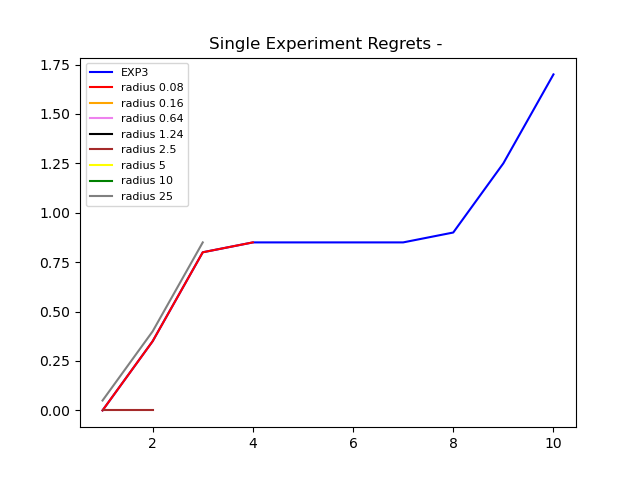 Single Experiment Regrets -
1.75
1.50
1.25
1.00
0.75
0.50
0.25
0.00
EXP3
radius 0.08
radius 0.16
radius 0.64
radius 1.24
radius 2.5
radius 5
radius 10
radius 25
2 4 6 8 10